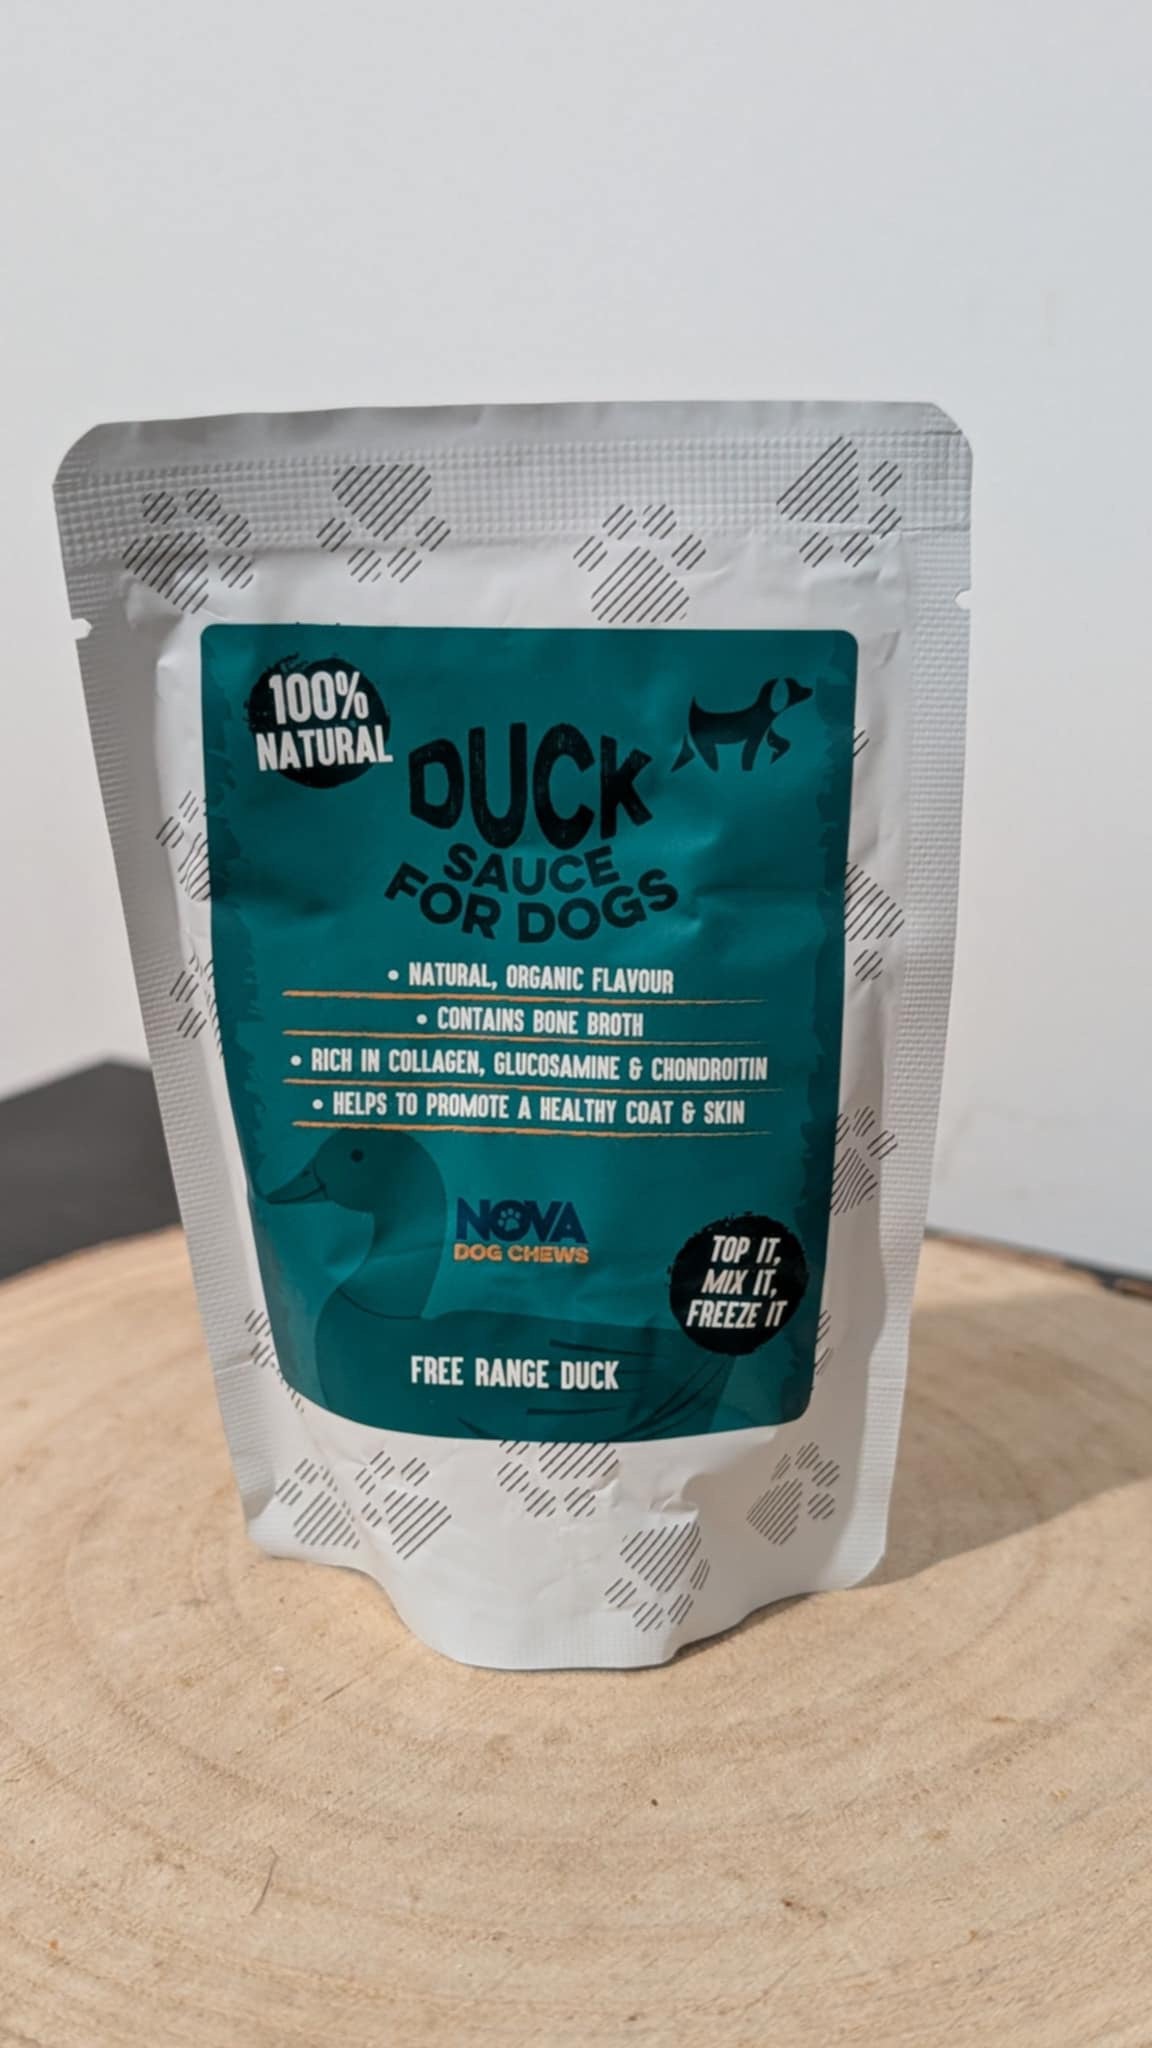 100%
NATURAL
DUCK
SAUCE
FOR DOGS
• NATURAL, ORGANIC FLAVOUR
• CONTAINS BONE BROTH
• RICH IN COLLAGEN, GLUCOSAMINE & CHONDROITIN
• HELPS TO PROMOTE A HEALTHY COAT & SKIN
NOVA
DOG CHEWS
TOP IT,
MIX IT,
FREEZE IT
FREE RANGE DUCK